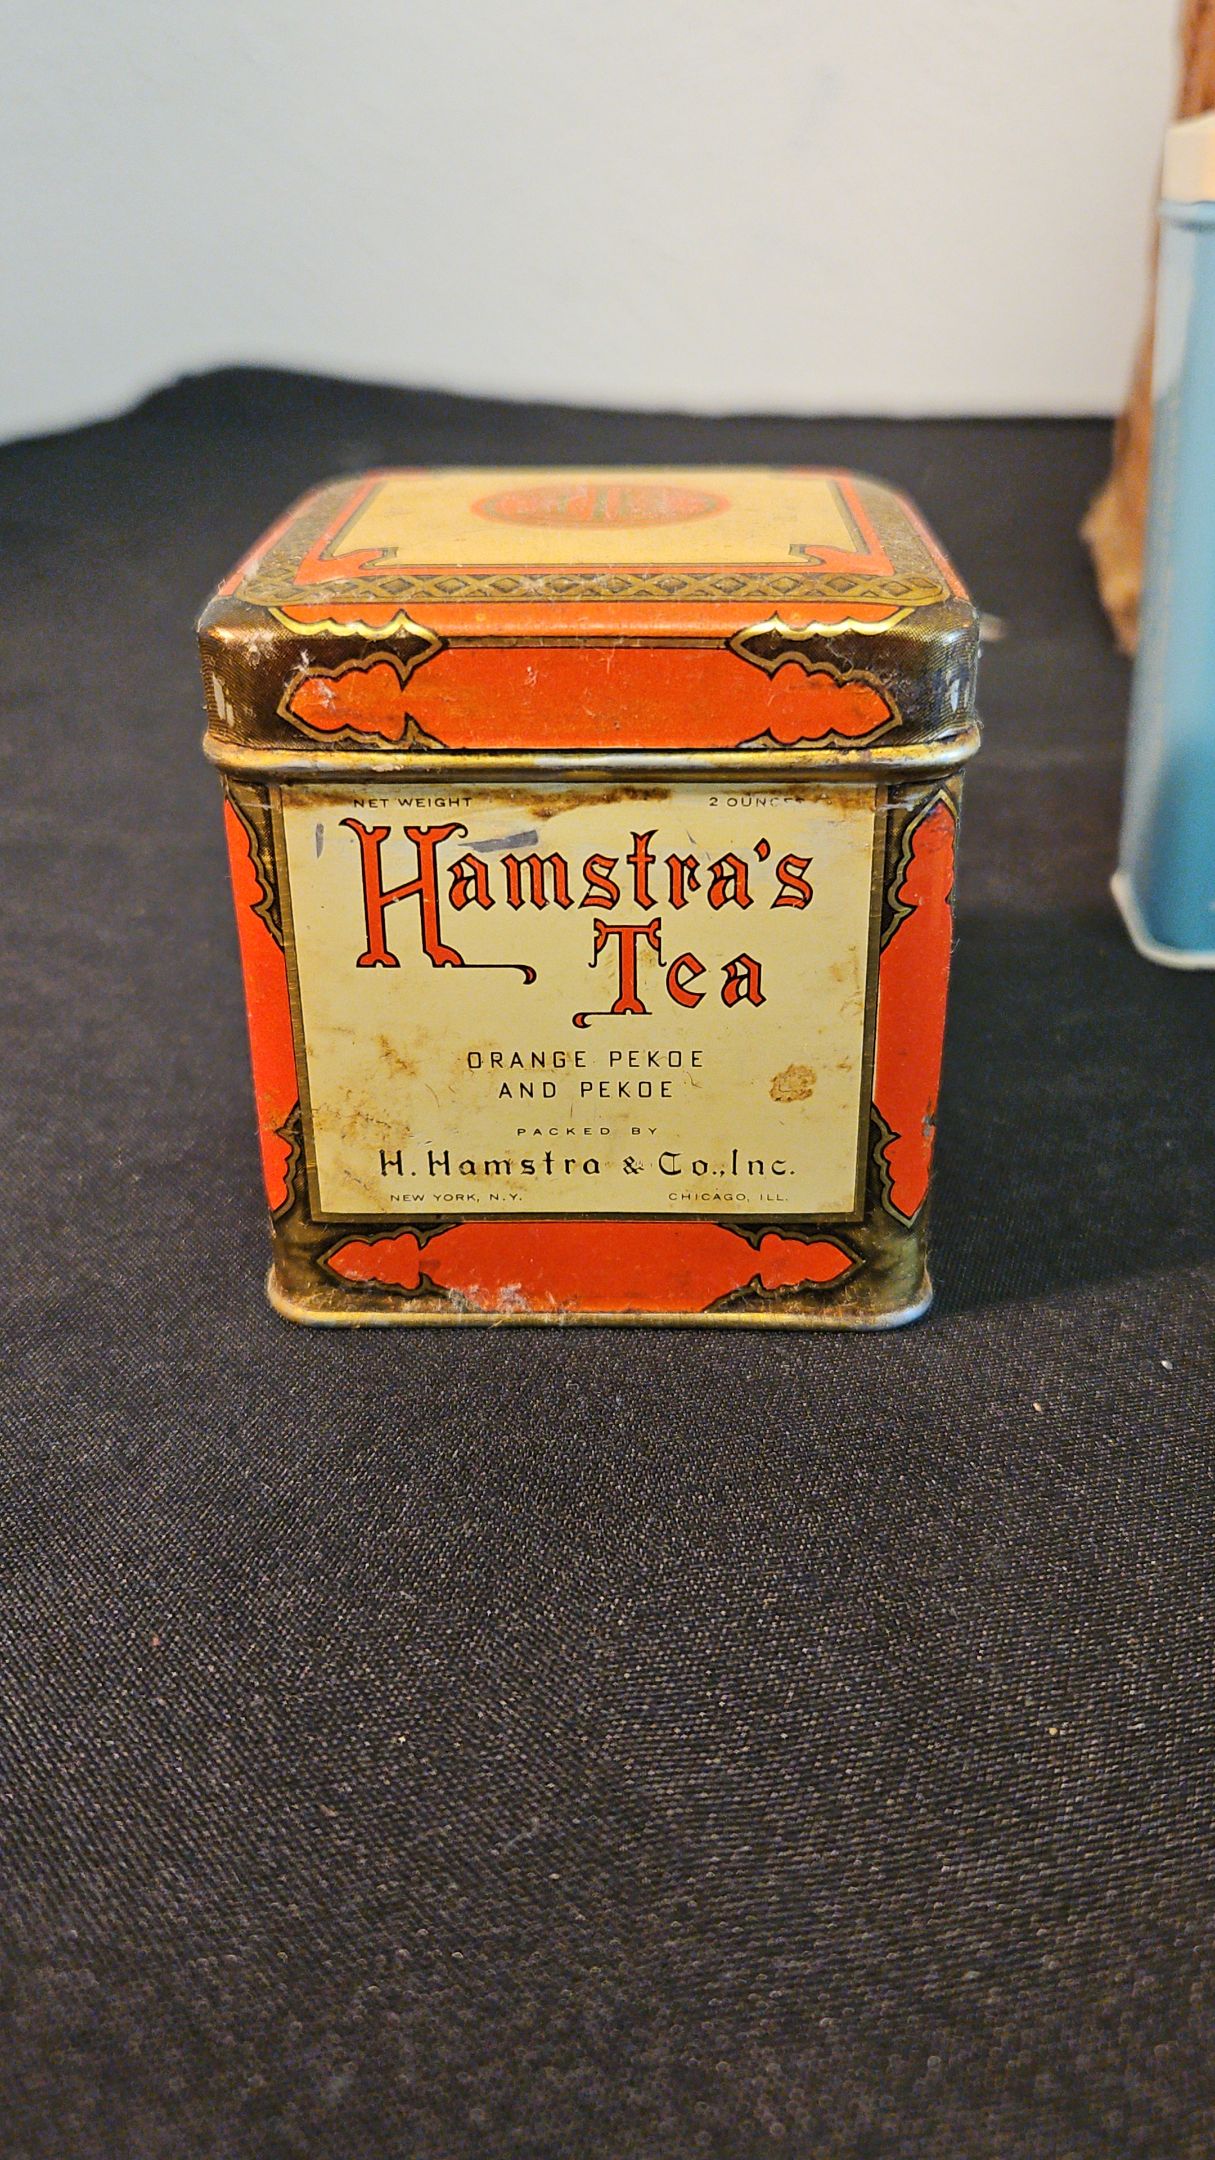 NET WEIGHT 2 OUNCES
Hamstra's
Tea
ORANGE PEKOE
AND PEKOE
PACKED BY
H. Hamstra & Co., Inc.
NEW YORK, N.Y. CHICAGO, ILL.